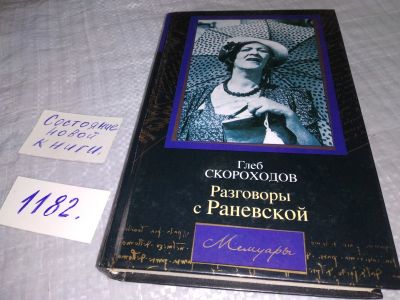 Состояние
новой
книги.
1182.
Глеб
СКОРОХОДОВ
Разговоры
с Раневской
Мемуары